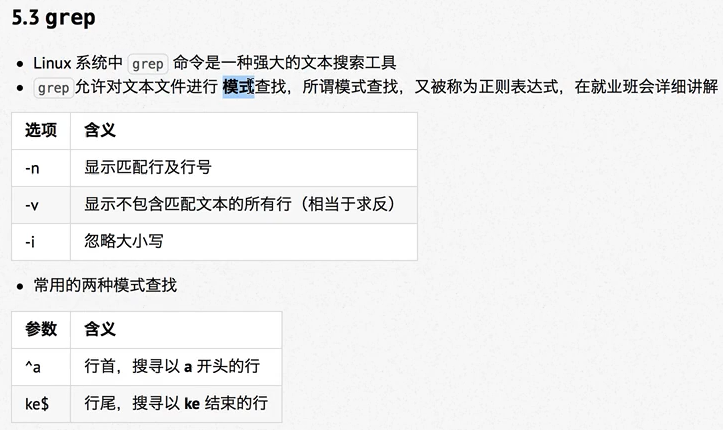 5.3 grep
Linux 系统中 grep 命令是一种强大的文本搜索工具
grep允许对文本文件进行 模式查找，所谓模式查找，又被称为正则表达式，在就业班会详细讲解
选项 含义
-n 显示匹配行及行号
-v 显示不包含匹配文本的所有行（相当于求反）
-i 忽略大小写
常用的两种模式查找
参数 含义
^a 行首，搜寻以 a 开头的行
ke$ 行尾，搜寻以 ke 结束的行